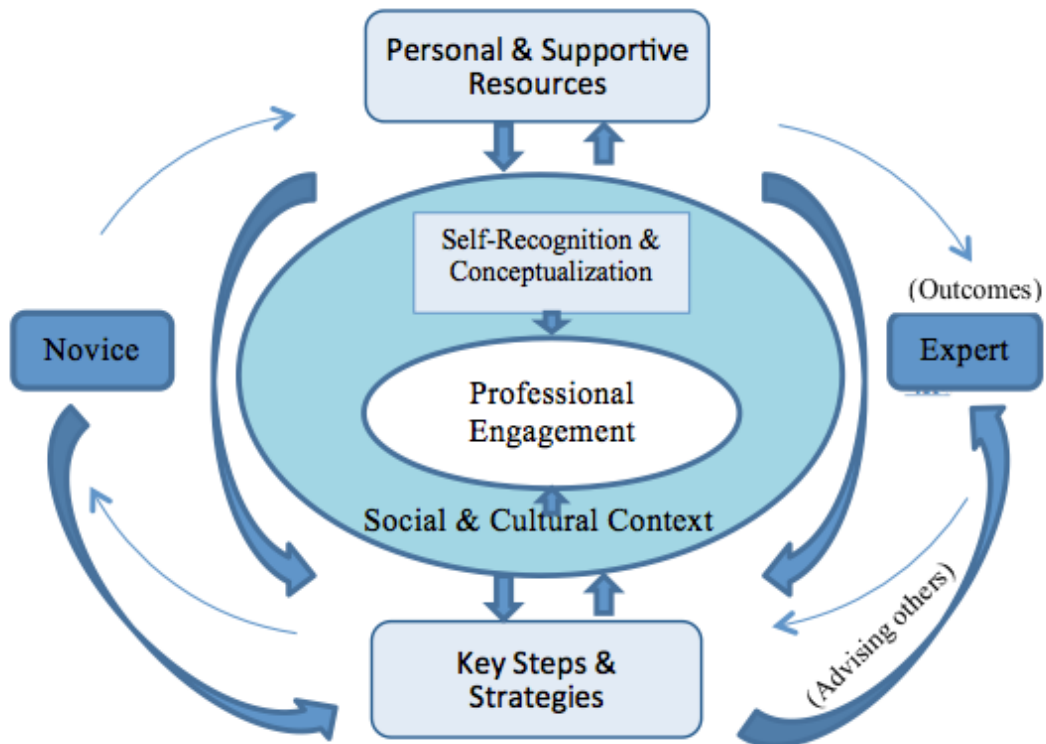 Personal & Supportive
Resources
Self-Recognition &
Conceptualization
(Outcomes)
Novice
Expert
Professional
Engagement
Social & Cultural Context
(Advising others)
Key Steps &
Strategies